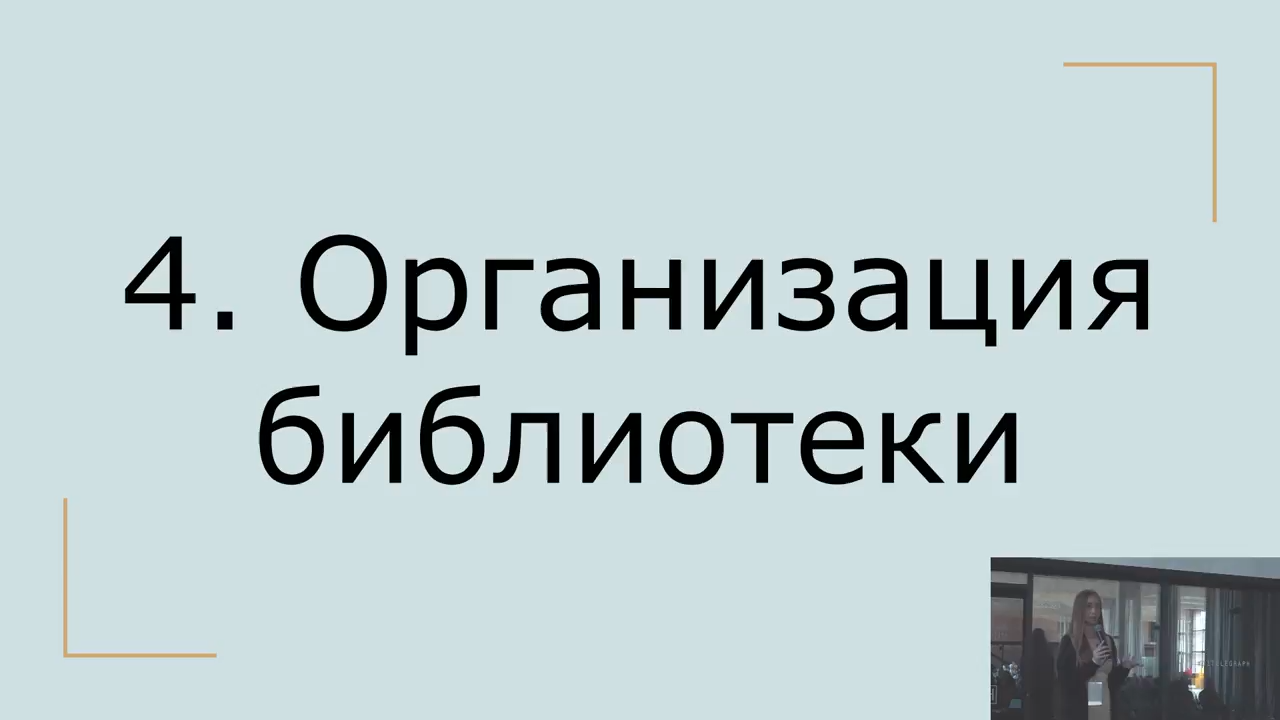 4. Организация
библиотеки